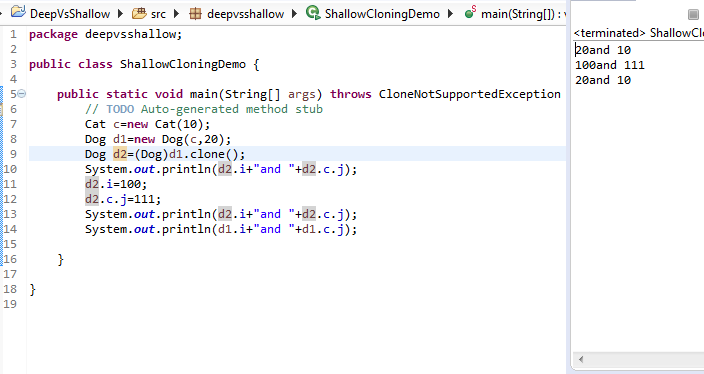 DeepVsShallow src deepvsshallow ShallowCloningDemo main(String[]) :
1 package deepvsshallow;
2
3 public class ShallowCloningDemo {
4
5 public static void main(String[] args) throws CloneNotSupportedException
6 // TODO Auto-generated method stub
7 Cat c=new Cat(10);
8 Dog d1=new Dog(c,20);
9 Dog d2=(Dog)d1.clone();
10 System.out.println(d2.i+"and "+d2.c.j);
11 d2.i=100;
12 d2.c.j=111;
13 System.out.println(d2.i+"and "+d2.c.j);
14 System.out.println(d1.i+"and "+d1.c.j);
15
16 }
17
18 }
19
<terminated> ShallowCl
20and 10
100and 111
20and 10